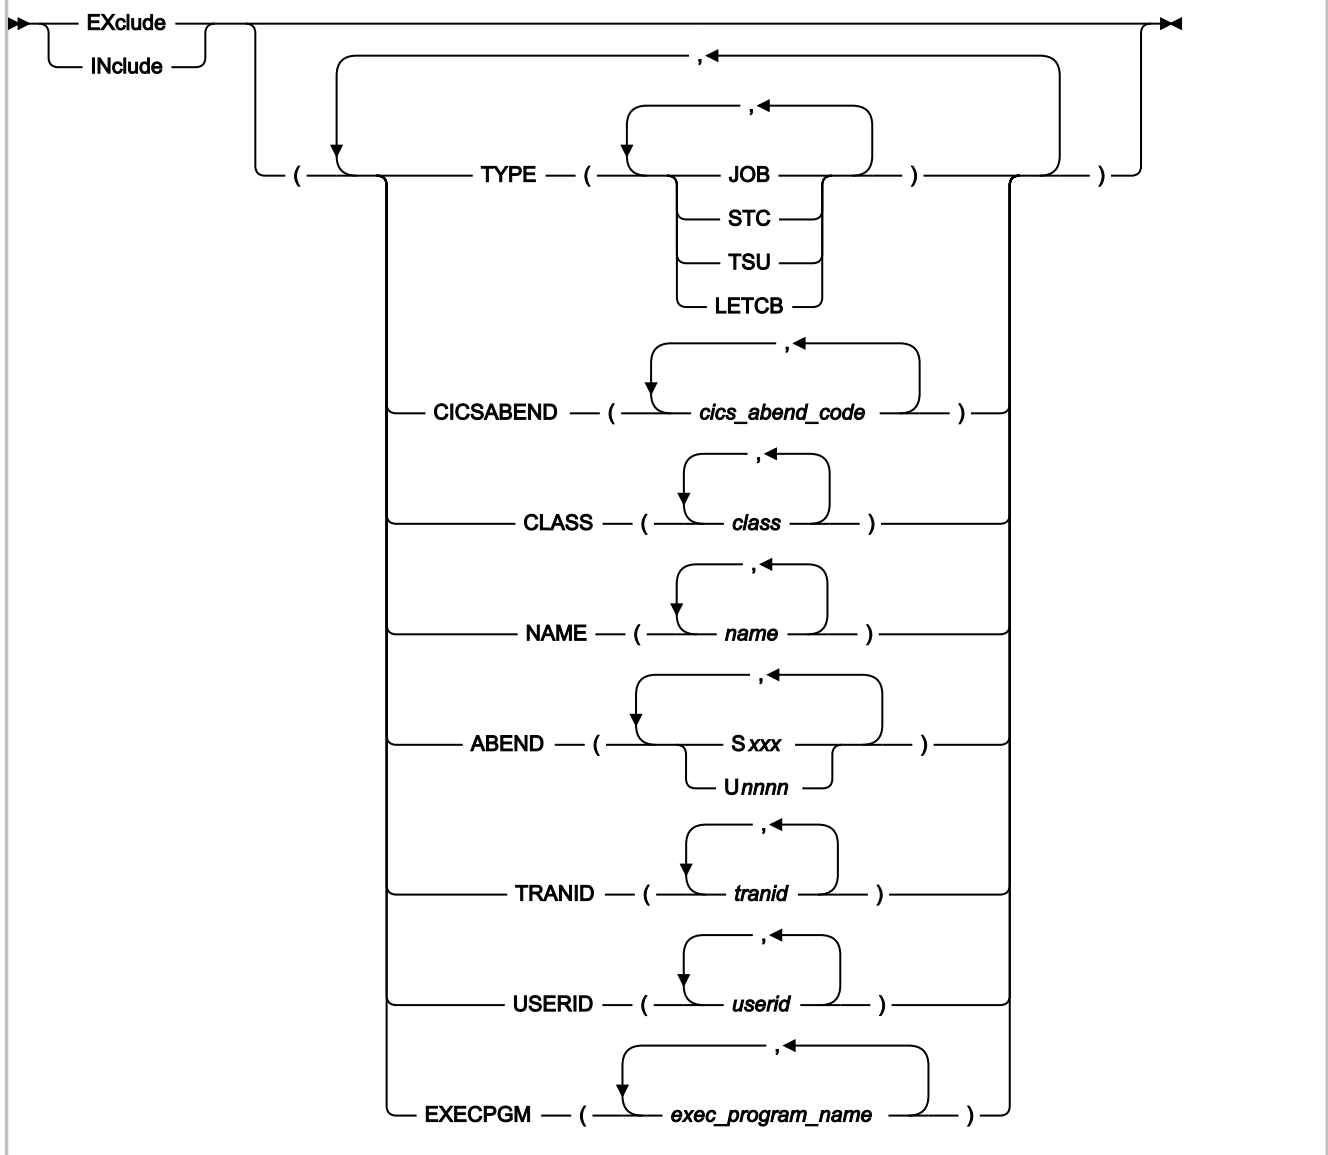 EXclude
INclude
,
,
( TYPE ( JOB ) )
STC
TSU
LETCB
,
CICSABEND ( cics_abend_code )
,
CLASS ( class )
,
NAME ( name )
,
ABEND ( Sxxx )
Unnnn
,
TRANID ( tranid )
,
USERID ( userid )
,
EXECPGM ( exec_program_name )